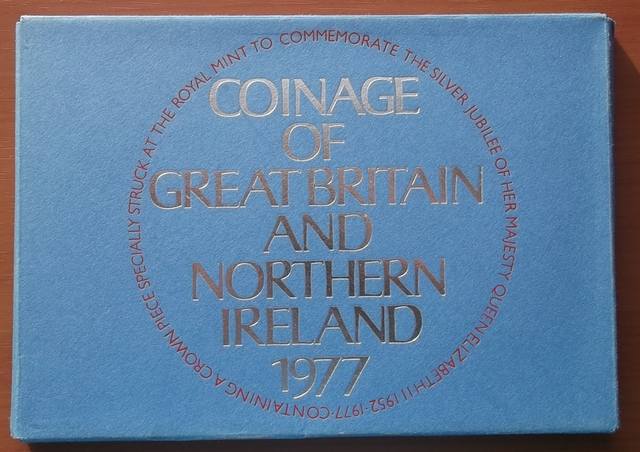 COINAGE
OF
GREAT BRITAIN
AND
NORTHERN
IRELAND
1977
CONTAINING A CROWN PIECE SPECIALLY STRUCK AT THE ROYAL MINT TO COMMEMORATE THE SILVER JUBILEE OF HER MAJESTY QUEEN ELIZABETH II 1952-1977·